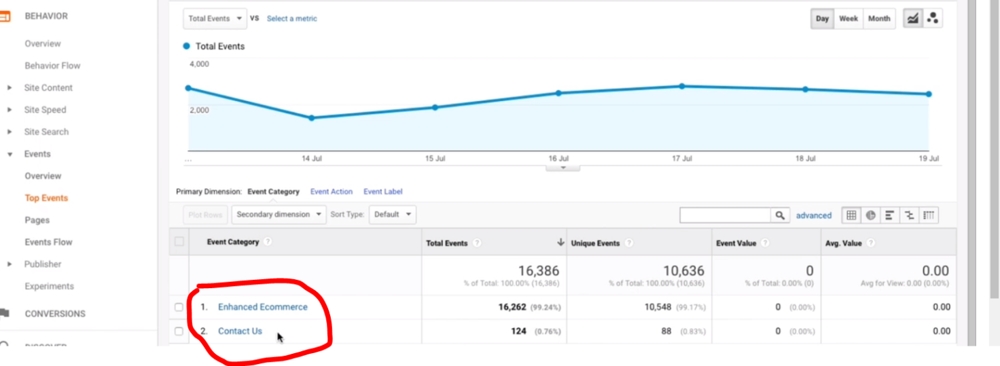 BEHAVIOR
Overview
Behavior Flow
Site Content
Site Speed
Site Search
Events
Overview
Top Events
Pages
Events Flow
Publisher
Experiments
CONVERSIONS
Total Events VS Select a metric
Day Week Month
Total Events
4,000
2,000
... 14 Jul 15 Jul 16 Jul 17 Jul 18 Jul 19 Jul
Primary Dimension: Event Category Event Action Event Label
Plot Rows Secondary dimension Sort Type: Default advanced
Event Category ? Total Events ? Unique Events ? Event Value ? Avg. Value ?
16,386 10,636 0 0.00
% of Total: 100.00% (16,386) % of Total: 100.00% (10,636) % of Total: 0.00% (0) Avg for View: 0.00 (0.00%)
1. Enhanced Ecommerce 16,262 (99.24%) 10,548 (99.17%) 0 (0.00%) 0.00
2. Contact Us 124 (0.76%) 88 (0.83%) 0 (0.00%) 0.00